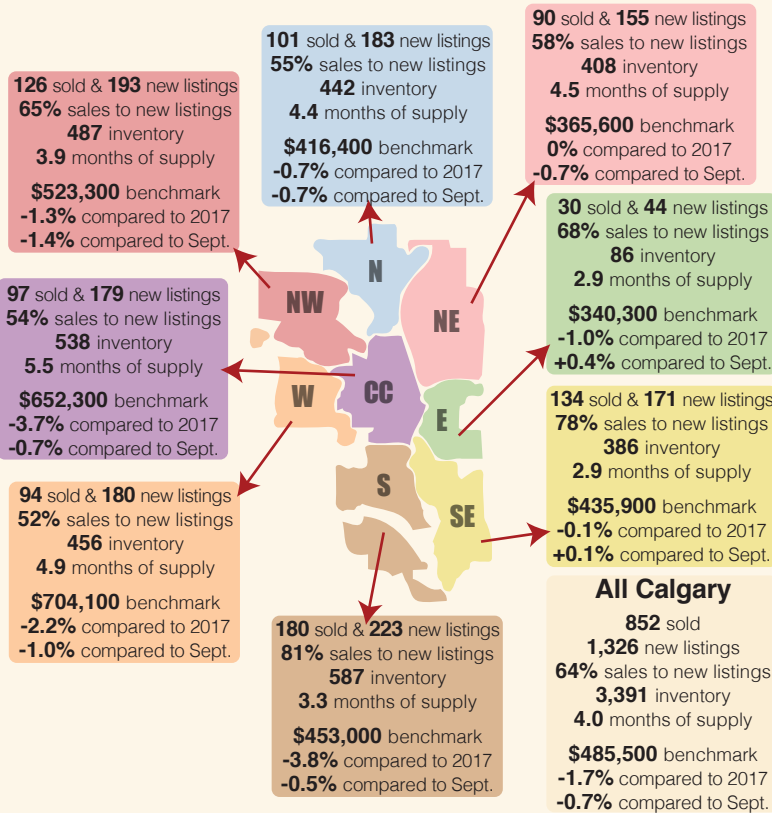 126 sold & 193 new listings
65% sales to new listings
487 inventory
3.9 months of supply
$523,300 benchmark
-1.3% compared to 2017
-1.4% compared to Sept.
101 sold & 183 new listings
55% sales to new listings
442 inventory
4.4 months of supply
$416,400 benchmark
-0.7% compared to 2017
-0.7% compared to Sept.
90 sold & 155 new listings
58% sales to new listings
408 inventory
4.5 months of supply
$365,600 benchmark
0% compared to 2017
-0.7% compared to Sept.
30 sold & 44 new listings
68% sales to new listings
86 inventory
2.9 months of supply
$340,300 benchmark
-1.0% compared to 2017
+0.4% compared to Sept.
97 sold & 179 new listings
54% sales to new listings
538 inventory
5.5 months of supply
$652,300 benchmark
-3.7% compared to 2017
-0.7% compared to Sept.
N
NW
NE
CC
W
E
S
SE
134 sold & 171 new listings
78% sales to new listings
386 inventory
2.9 months of supply
$435,900 benchmark
-0.1% compared to 2017
+0.1% compared to Sept.
94 sold & 180 new listings
52% sales to new listings
456 inventory
4.9 months of supply
$704,100 benchmark
-2.2% compared to 2017
-1.0% compared to Sept.
180 sold & 223 new listings
81% sales to new listings
587 inventory
3.3 months of supply
$453,000 benchmark
-3.8% compared to 2017
-0.5% compared to Sept.
All Calgary
852 sold
1,326 new listings
64% sales to new listings
3,391 inventory
4.0 months of supply
$485,500 benchmark
-1.7% compared to 2017
-0.7% compared to Sept.